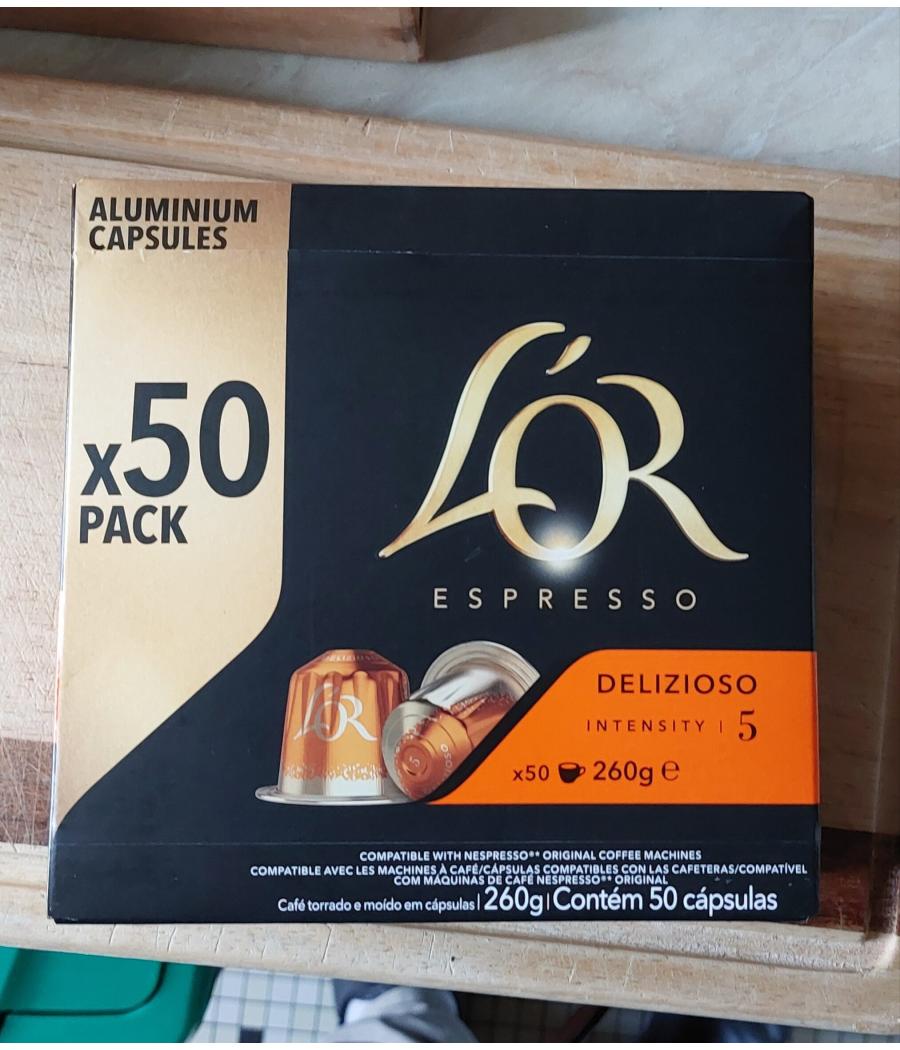 ALUMINIUM
CAPSULES
x50
PACK
L'OR
ESPRESSO
L'OR
5
DELIZIOSO
INTENSITY | 5
x50 260g ℮
COMPATIBLE WITH NESPRESSO®* ORIGINAL COFFEE MACHINES
COMPATIBLE AVEC LES MACHINES À CAFÉ/CÁPSULAS COMPATIBLES CON LAS CAFETERAS/COMPATÍVEL
COM MÁQUINAS DE CAFÉ NESPRESSO®* ORIGINAL
Café torrado e moído em cápsulas | 260g | Contém 50 cápsulas